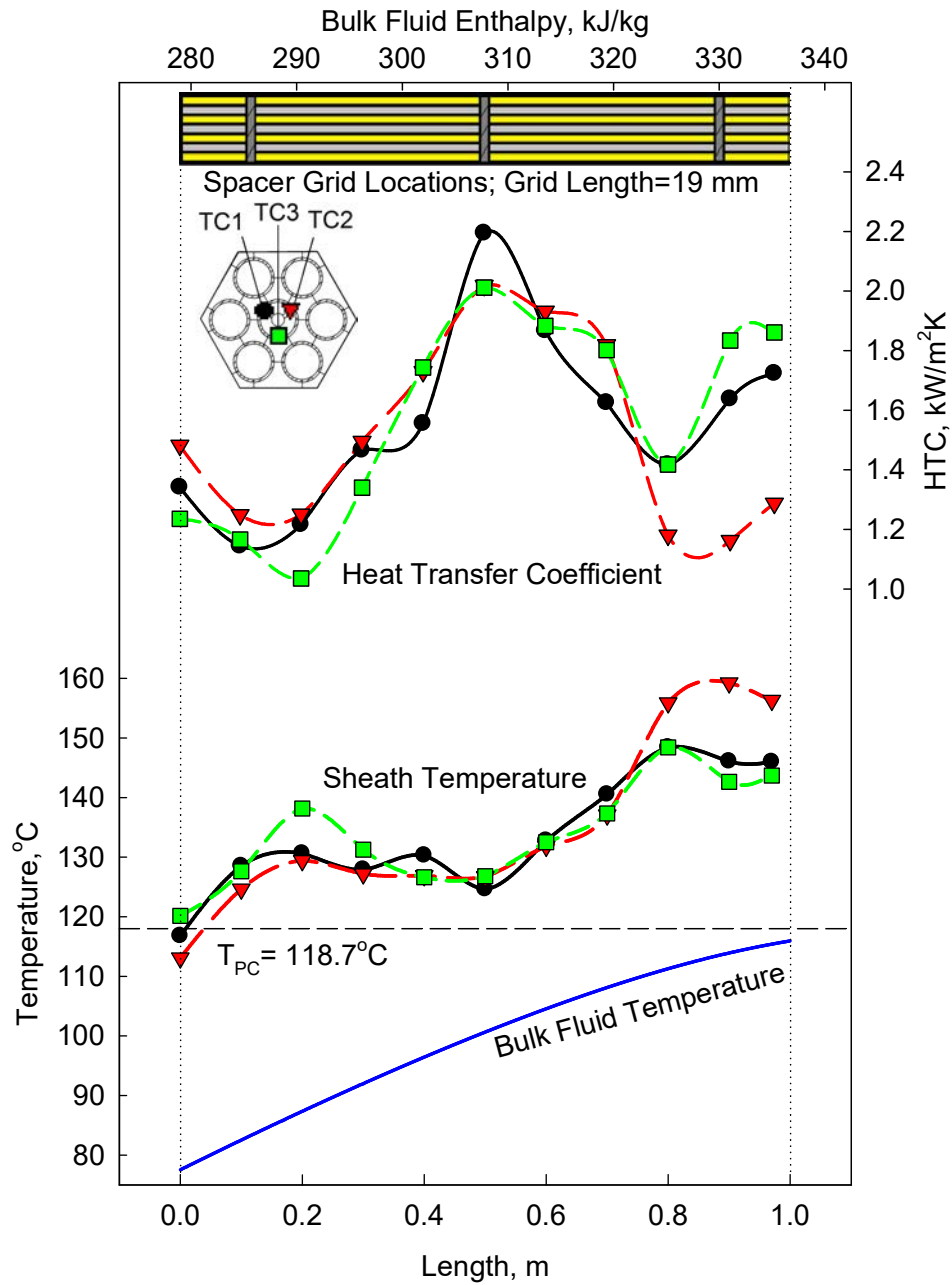 Bulk Fluid Enthalpy, kJ/kg
280 290 300 310 320 330 340
Spacer Grid Locations; Grid Length=19 mm
TC1 TC3 TC2
2.4
2.2
2.0
1.8
1.6
1.4
1.2
1.0
HTC, kW/m²K
Heat Transfer Coefficient
160
150
140
130
120
110
100
90
80
Temperature, °C
Sheath Temperature
T_PC = 118.7°C
Bulk Fluid Temperature
0.0 0.2 0.4 0.6 0.8 1.0
Length, m